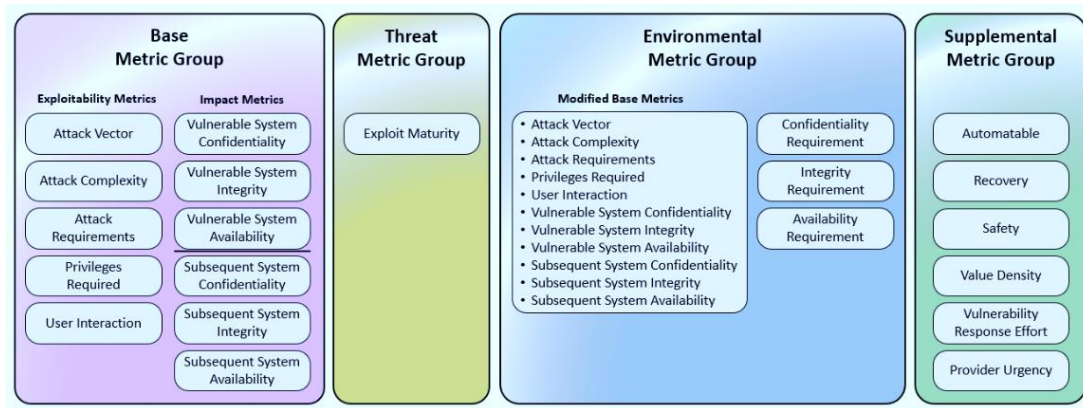 Base
Metric Group
Exploitability Metrics
Attack Vector
Attack Complexity
Attack
Requirements
Privileges
Required
User Interaction
Impact Metrics
Vulnerable System
Confidentiality
Vulnerable System
Integrity
Vulnerable System
Availability
Subsequent System
Confidentiality
Subsequent System
Integrity
Subsequent System
Availability
Threat
Metric Group
Exploit Maturity
Environmental
Metric Group
Modified Base Metrics
• Attack Vector
• Attack Complexity
• Attack Requirements
• Privileges Required
• User Interaction
• Vulnerable System Confidentiality
• Vulnerable System Integrity
• Vulnerable System Availability
• Subsequent System Confidentiality
• Subsequent System Integrity
• Subsequent System Availability
Confidentiality
Requirement
Integrity
Requirement
Availability
Requirement
Supplemental
Metric Group
Automatable
Recovery
Safety
Value Density
Vulnerability
Response Effort
Provider Urgency